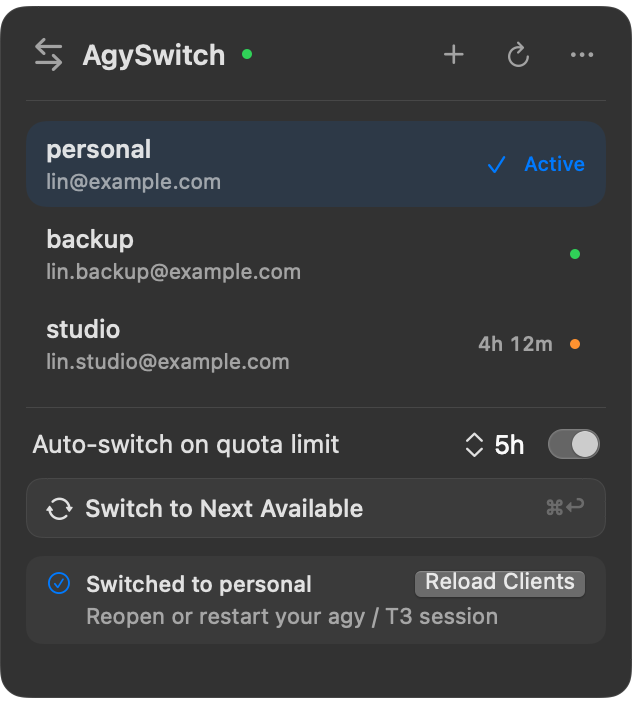 AgySwitch
personal
lin@example.com
Active
backup
lin.backup@example.com
studio
lin.studio@example.com
4h 12m
Auto-switch on quota limit
5h
Switch to Next Available
⌘↩
Switched to personal
Reload Clients
Reopen or restart your agy / T3 session